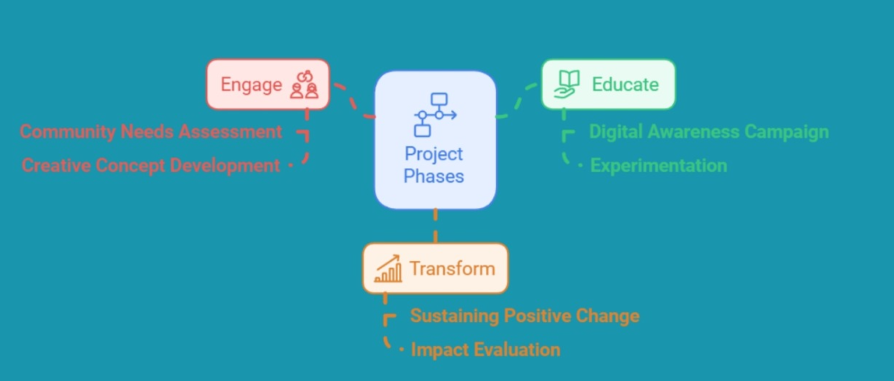 Engage
Community Needs Assessment
Creative Concept Development
Project
Phases
Educate
Digital Awareness Campaign
Experimentation
Transform
Sustaining Positive Change
Impact Evaluation